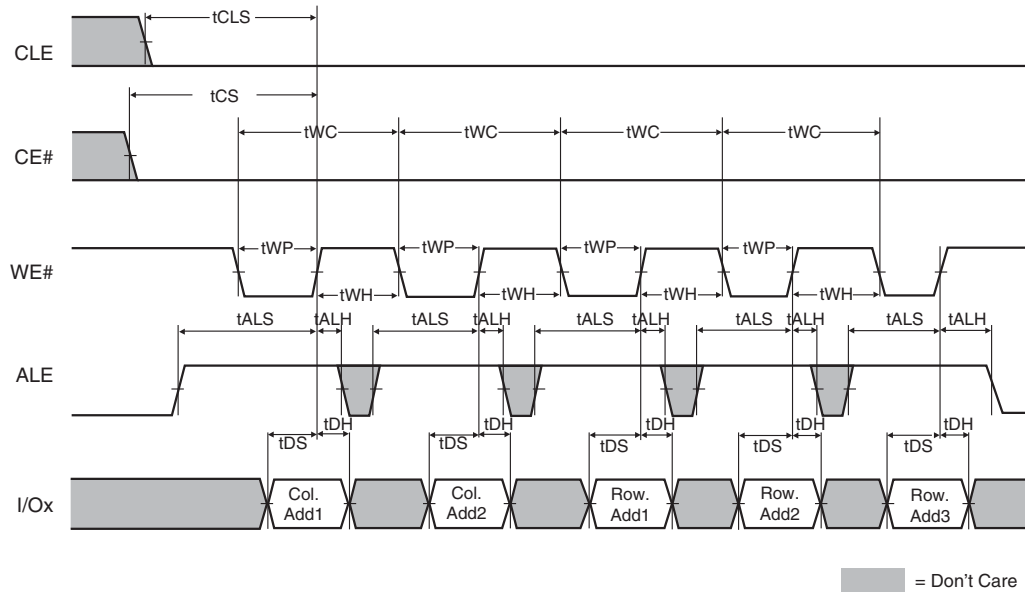 tCLS
CLE
tCS
tWC tWC tWC tWC
CE#
tWP tWP tWP tWP
WE#
tWH tWH tWH tWH
tALS tALH tALS tALH tALS tALH tALS tALH tALS tALH
ALE
tDS tDH tDS tDH tDS tDH tDS tDH tDS tDH
I/Ox
Col. Add1
Col. Add2
Row. Add1
Row. Add2
Row. Add3
= Don't Care